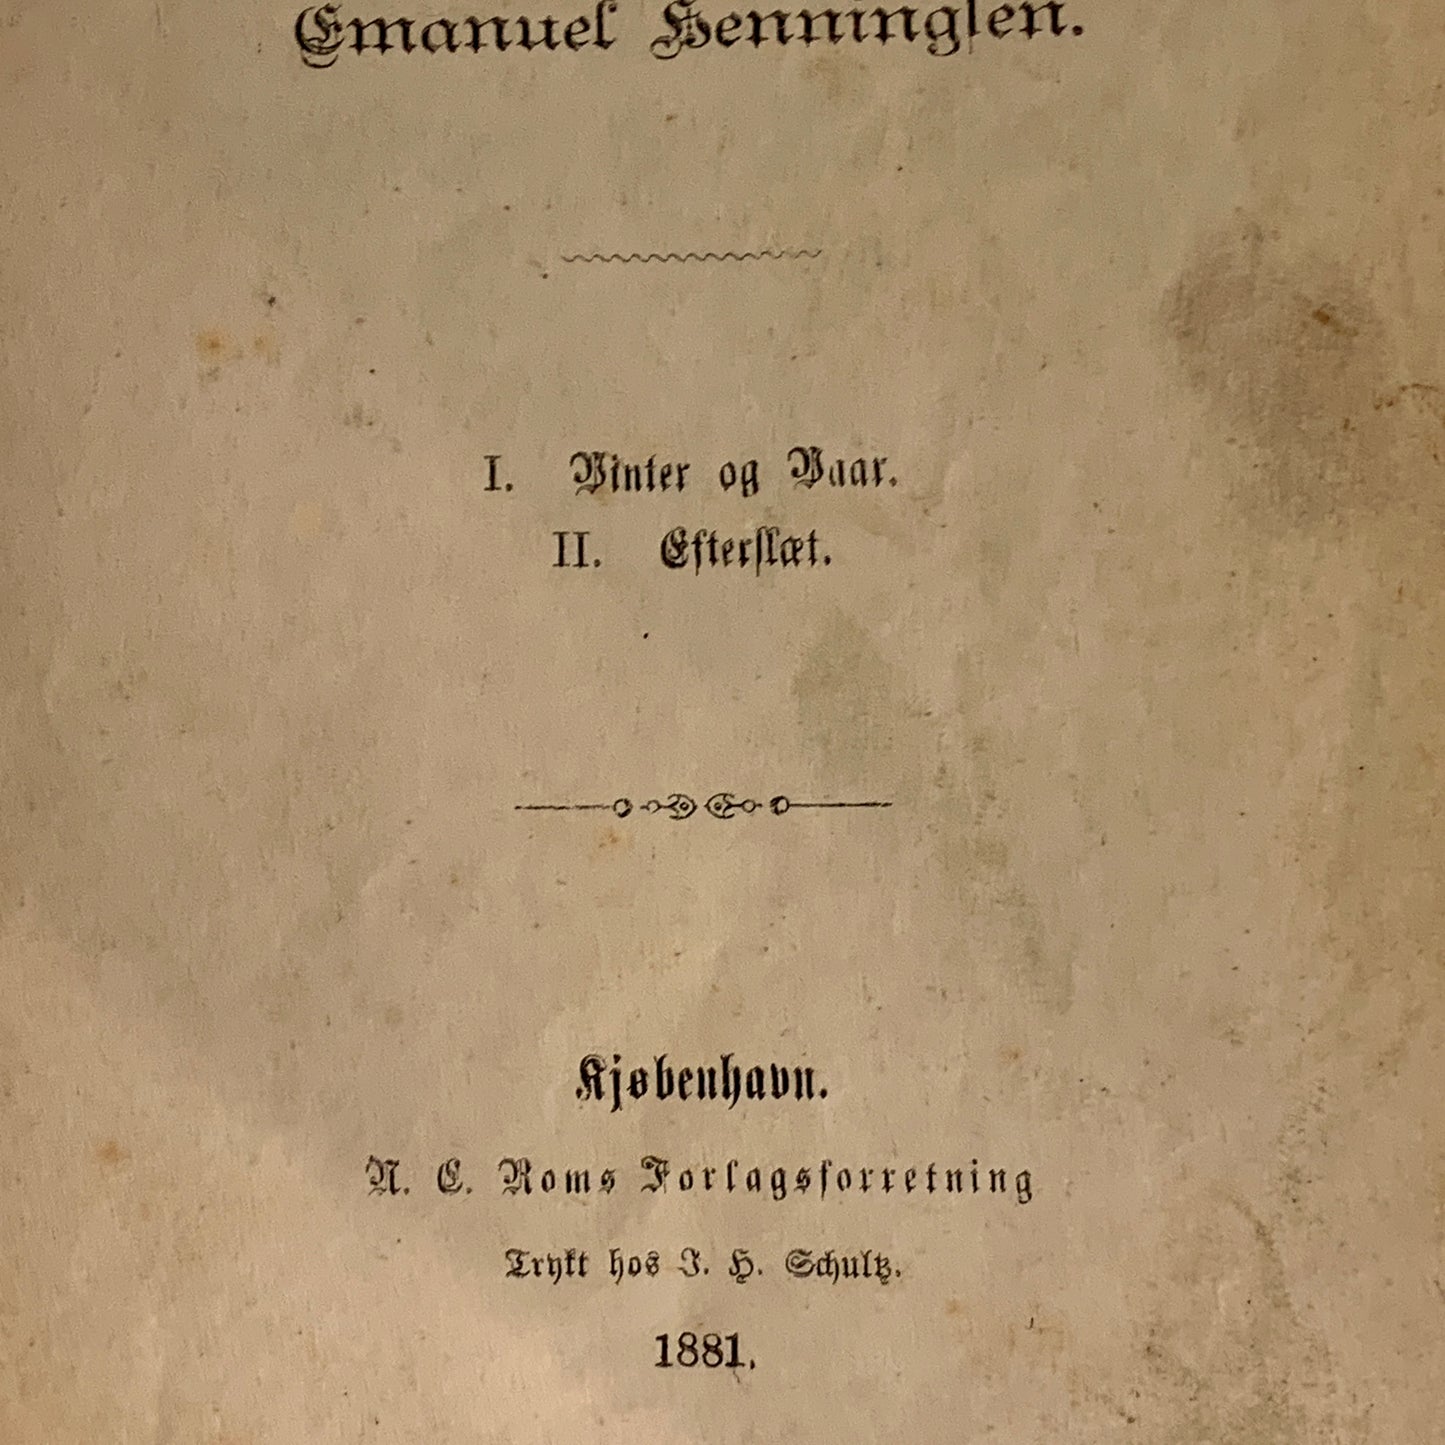 Emanuel Henningsen.
I. Vinter og Vaar.
II. Efterslæt.
Kjøbenhavn.
N. C. Roms Forlagsforretning
Trykt hos J. H. Schultz.
1881.